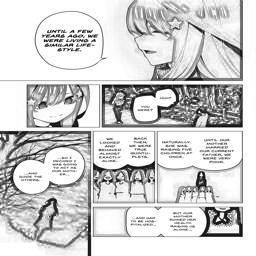 UNTIL A FEW
YEARS AGO, WE
WERE LIVING A
SIMILAR LIFE-
STYLE.
HUH?
YOU
WERE?
UNTIL OUR
MOTHER
MARRIED
OUR CURRENT
FATHER, WE
WERE VERY
POOR.
NATURALLY,
SHE WAS
RAISING FIVE
CHILDREN AT
ONCE.
BACK
THEN,
WE WERE
TRUE
QUINTU-
PLETS.
WE
LOOKED
AND
BEHAVED
ALMOST
EXACTLY
ALIKE.
BUT OUR
MOTHER
RUINED
HER HEALTH
RAISING US
ALONE...
...AND HAD
TO BE HOS-
PITALIZED...
...SO I
DECIDED I
WAS GOING
TO ACT AS
OUR MOTH-
ER...
...AND GUIDE
THE OTHERS.